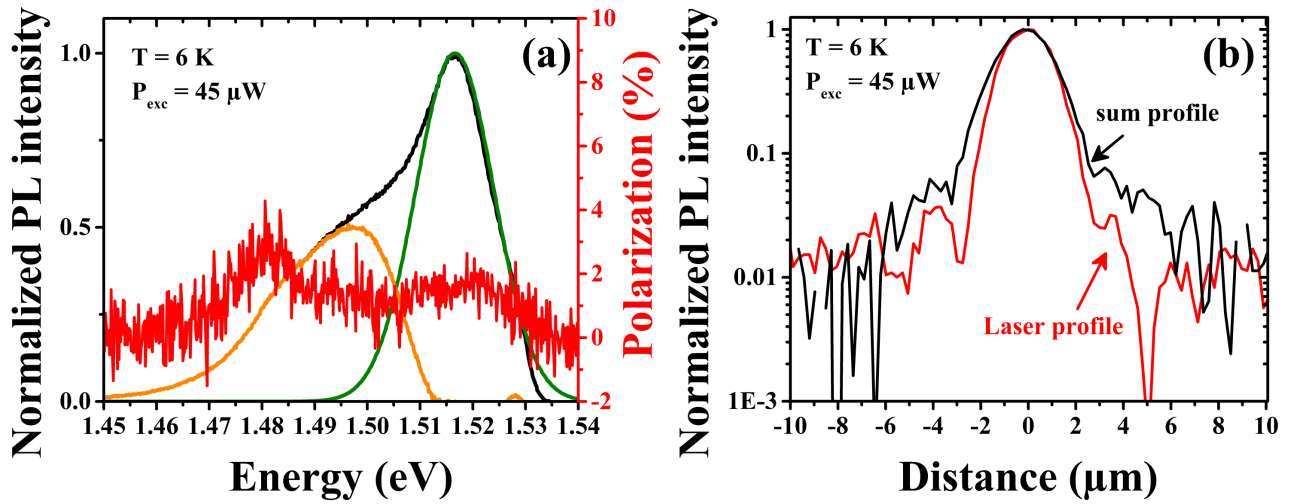 (a)
T = 6 K
P_exc = 45 µW
Normalized PL intensity
1.0
0.5
0.0
1.45 1.46 1.47 1.48 1.49 1.50 1.51 1.52 1.53 1.54
Energy (eV)
10
8
6
4
2
0
-2
Polarization (%)
(b)
T = 6 K
P_exc = 45 µW
sum profile
Laser profile
Normalized PL intensity
1
0.1
0.01
1E-3
-10 -8 -6 -4 -2 0 2 4 6 8 10
Distance (µm)